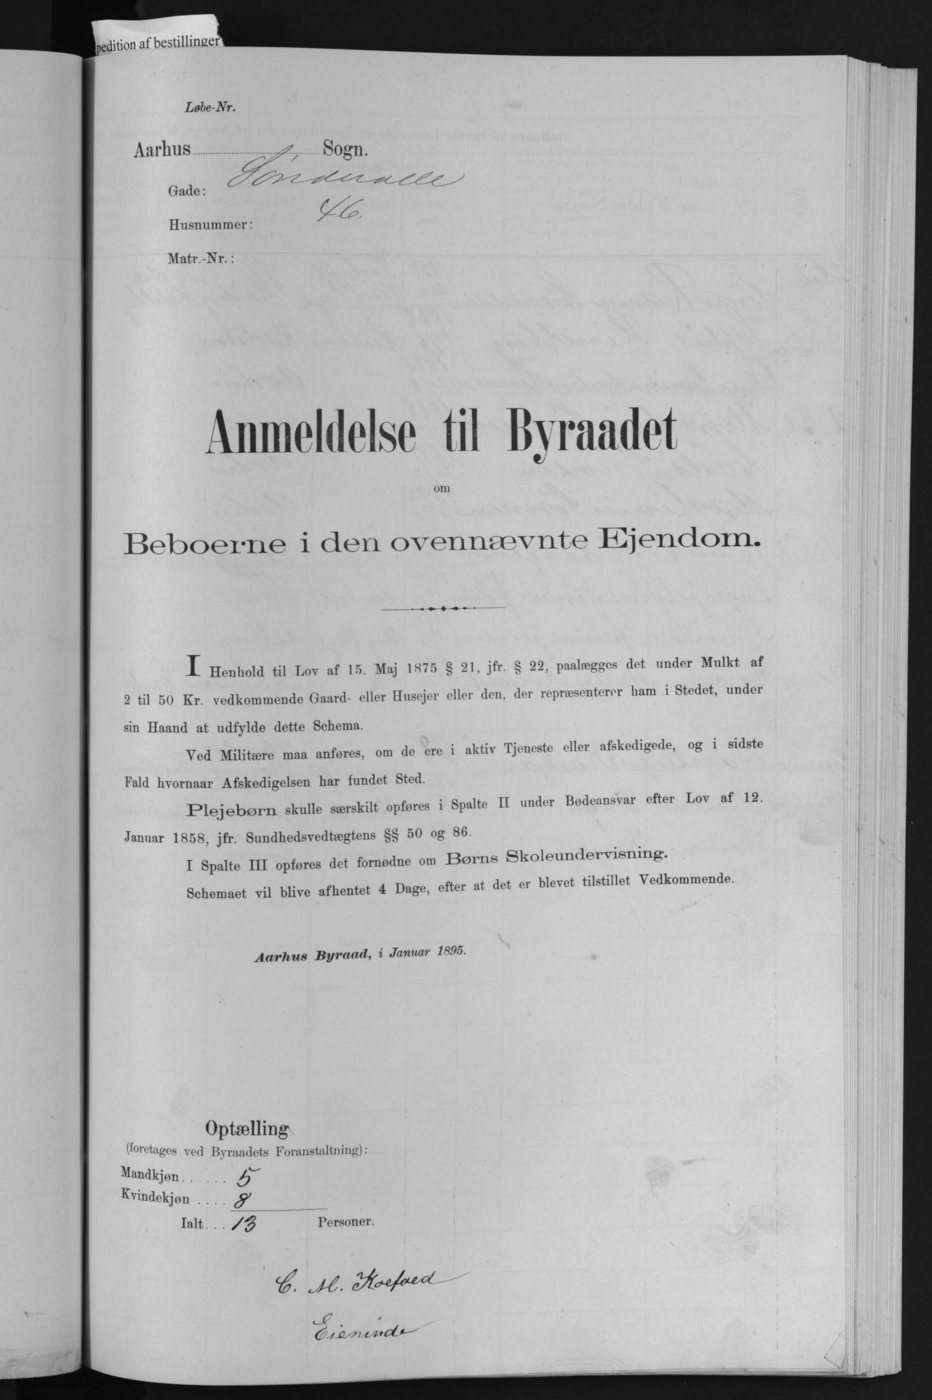 pedition af bestillinger
Løbe-Nr.
Aarhus Sogn.
Gade: Sönderalle
Husnummer: 46.
Matr.-Nr.:
Anmeldelse til Byraadet
om
Beboerne i den ovennævnte Ejendom.
I Henhold til Lov af 15. Maj 1875 § 21, jfr. § 22, paalægges det under Mulkt af
2 til 50 Kr. vedkommende Gaard- eller Husejer eller den, der repræsenterer ham i Stedet, under
sin Haand at udfylde dette Schema.
Ved Militære maa anføres, om de ere i aktiv Tjeneste eller afskedigede, og i sidste
Fald hvornaar Afskedigelsen har fundet Sted.
Plejebørn skulle særskilt opføres i Spalte II under Bødeansvar efter Lov af 12.
Januar 1858, jfr. Sundhedsvedtægtens §§ 50 og 86.
I Spalte III opføres det fornødne om Børns Skoleundervisning.
Schemaet vil blive afhentet 4 Dage, efter at det er blevet tilstillet Vedkommende.
Aarhus Byraad, i Januar 1895.
Optælling
(foretages ved Byraadets Foranstaltning):
Mandkjøn...... 5
Kvindekjøn .... 8
Ialt... 13 Personer.
C. M. Koefoed
Eieninde